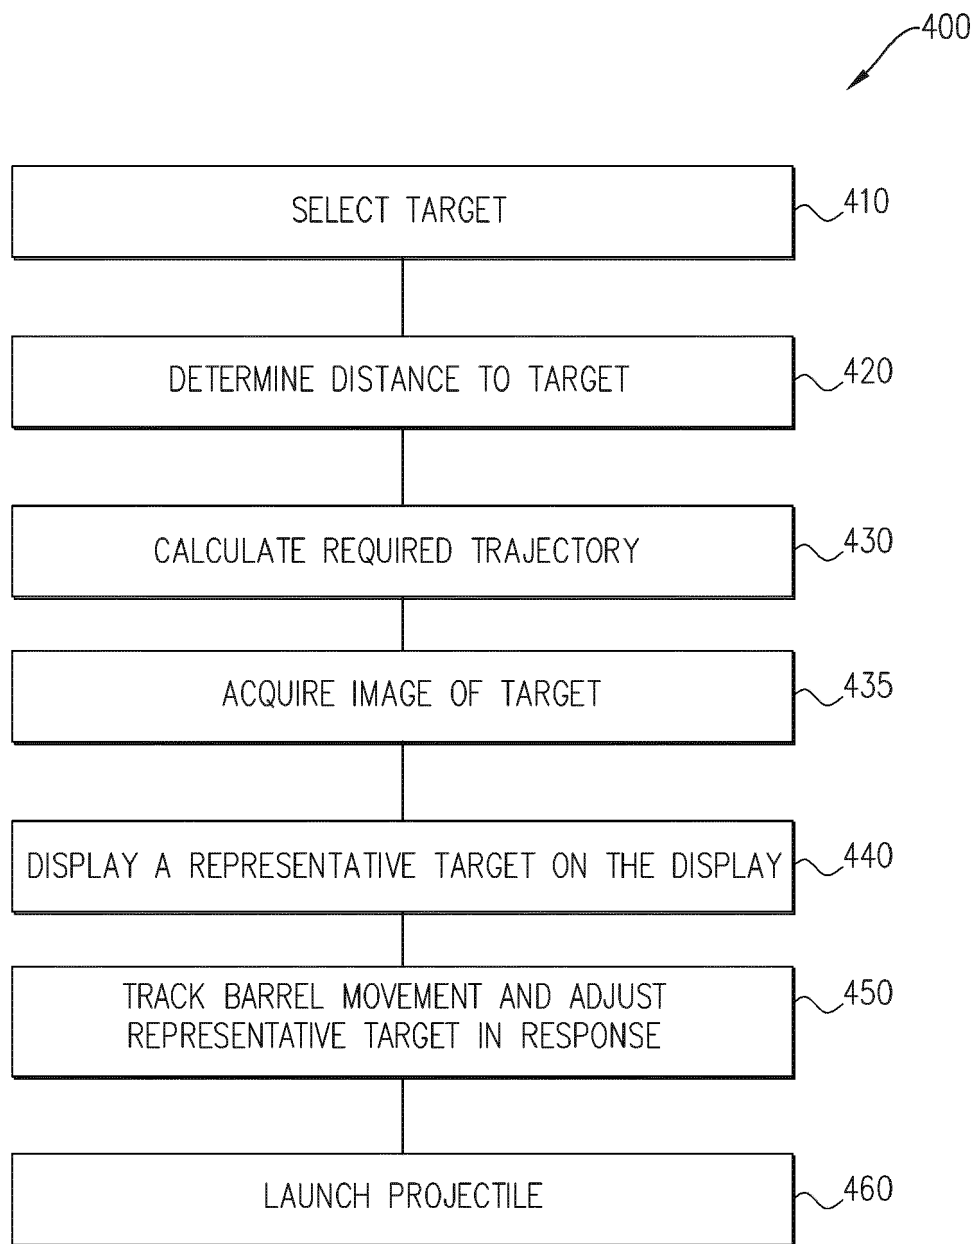 400
SELECT TARGET
410
DETERMINE DISTANCE TO TARGET
420
CALCULATE REQUIRED TRAJECTORY
430
ACQUIRE IMAGE OF TARGET
435
DISPLAY A REPRESENTATIVE TARGET ON THE DISPLAY
440
TRACK BARREL MOVEMENT AND ADJUST
REPRESENTATIVE TARGET IN RESPONSE
450
LAUNCH PROJECTILE
460